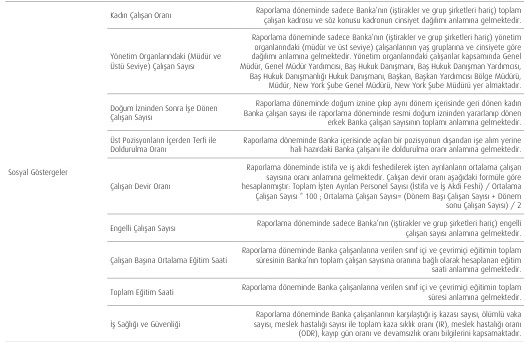 Kadın Çalışan Oranı
Raporlama döneminde sadece Banka'nın (iştirakler ve grup şirketleri hariç) toplam
çalışan kadrosu ve söz konusu kadronun cinsiyet dağılımı anlamına gelmektedir.
Yönetim Organlarındaki (Müdür ve
Üstü Seviye) Çalışan Sayısı
Raporlama döneminde sadece Banka'nın (iştirakler ve grup şirketleri hariç) yönetim
organlarındaki (müdür ve üst seviye) çalışanlarının yaş gruplarına ve cinsiyete göre
dağılımı anlamına gelmektedir. Yönetim organlarındaki çalışanlar kapsamında Genel
Müdür, Genel Müdür Yardımcısı, Baş Hukuk Danışmanı, Baş Hukuk Danışman Yardımcısı,
Baş Hukuk Danışmanlığı Hukuk Danışmanı, Başkan, Başkan Yardımcısı Bölge Müdürü,
Müdür, New York Şube Genel Müdürü, New York Şube Müdürü yer almaktadır.
Doğum İzninden Sonra İşe Dönen
Çalışan Sayısı
Raporlama döneminde doğum iznine çıkıp aynı dönem içerisinde geri dönen kadın
Banka çalışan sayısı ile raporlama döneminde resmi doğum izninden yararlanıp dönen
erkek Banka çalışan sayısının toplamı anlamına gelmektedir.
Üst Pozisyonların İçerden Terfi ile
Doldurulma Oranı
Raporlama döneminde Banka içerisinde açılan bir pozisyonun dışarıdan işe alım yerine
hali hazırdaki Banka çalışanı ile doldurulma oranı anlamına gelmektedir.
Sosyal Göstergeler
Çalışan Devir Oranı
Raporlama döneminde istifa ve iş akdi feshedilerek işten ayrılanların ortalama çalışan
sayısına oranı anlamına gelmektedir. Çalışan devir oranı aşağıdaki formüle göre
hesaplanmıştır: Toplam İşten Ayrılan Personel Sayısı (İstifa ve İş Akdi Feshi) / Ortalama
Çalışan Sayısı * 100 ; Ortalama Çalışan Sayısı= (Dönem Başı Çalışan Sayısı + Dönem
sonu Çalışan Sayısı) / 2
Engelli Çalışan Sayısı
Raporlama döneminde sadece Banka'nın (iştirakler ve grup şirketleri hariç) engelli
çalışan sayısı anlamına gelmektedir.
Çalışan Başına Ortalama Eğitim Saati
Raporlama döneminde Banka çalışanlarına verilen sınıf içi ve çevrimiçi eğitimin toplam
süresinin Banka'nın toplam çalışan sayısına oranına bağlı olarak hesaplanan eğitim
saati anlamına gelmektedir.
Toplam Eğitim Saati
Raporlama döneminde Banka çalışanlarına verilen sınıf içi ve çevrimiçi eğitimin toplam
süresi anlamına gelmektedir.
İş Sağlığı ve Güvenliği
Raporlama döneminde Banka çalışanlarının karşılaştığı iş kazası sayısı, ölümlü vaka
sayısı, meslek hastalığı sayısı ile toplam kaza sıklık oranı (IR), meslek hastalığı oranı
(ODR), kayıp gün oranı ve devamsızlık oranı bilgilerini kapsamaktadır.